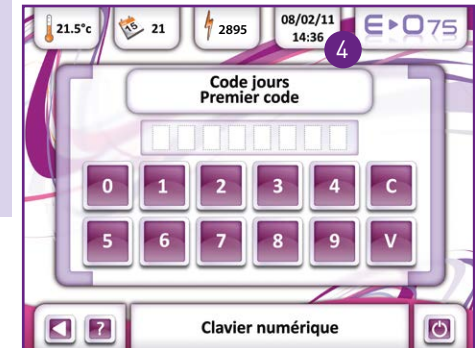 21.5°c
15
21
2895
08/02/11
14:36
4
E▸O75
Code jours
Premier code
0 1 2 3 4 C
5 6 7 8 9 V
? Clavier numérique